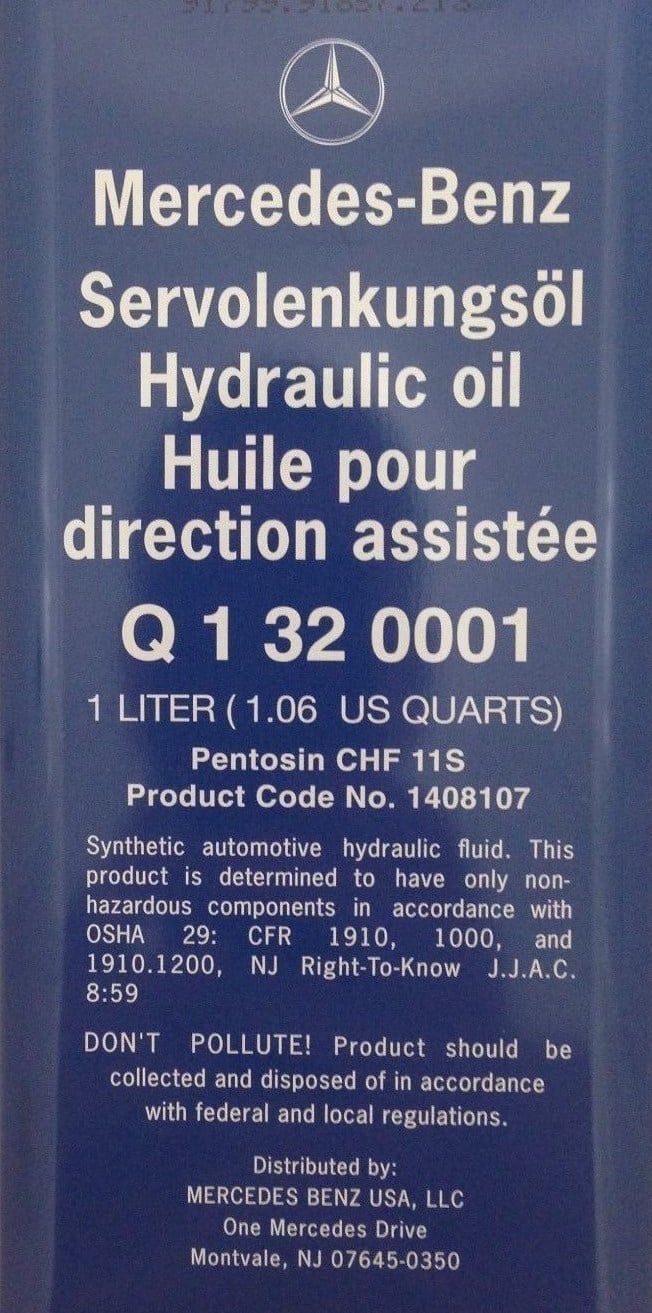 Mercedes-Benz
Servolenkungsöl
Hydraulic oil
Huile pour
direction assistée
Q 1 32 0001
1 LITER ( 1.06 US QUARTS)
Pentosin CHF 11S
Product Code No. 1408107
Synthetic automotive hydraulic fluid. This
product is determined to have only non-
hazardous components in accordance with
OSHA 29: CFR 1910, 1000, and
1910.1200, NJ Right-To-Know J.J.A.C.
8:59
DON'T POLLUTE! Product should be
collected and disposed of in accordance
with federal and local regulations.
Distributed by:
MERCEDES BENZ USA, LLC
One Mercedes Drive
Montvale, NJ 07645-0350